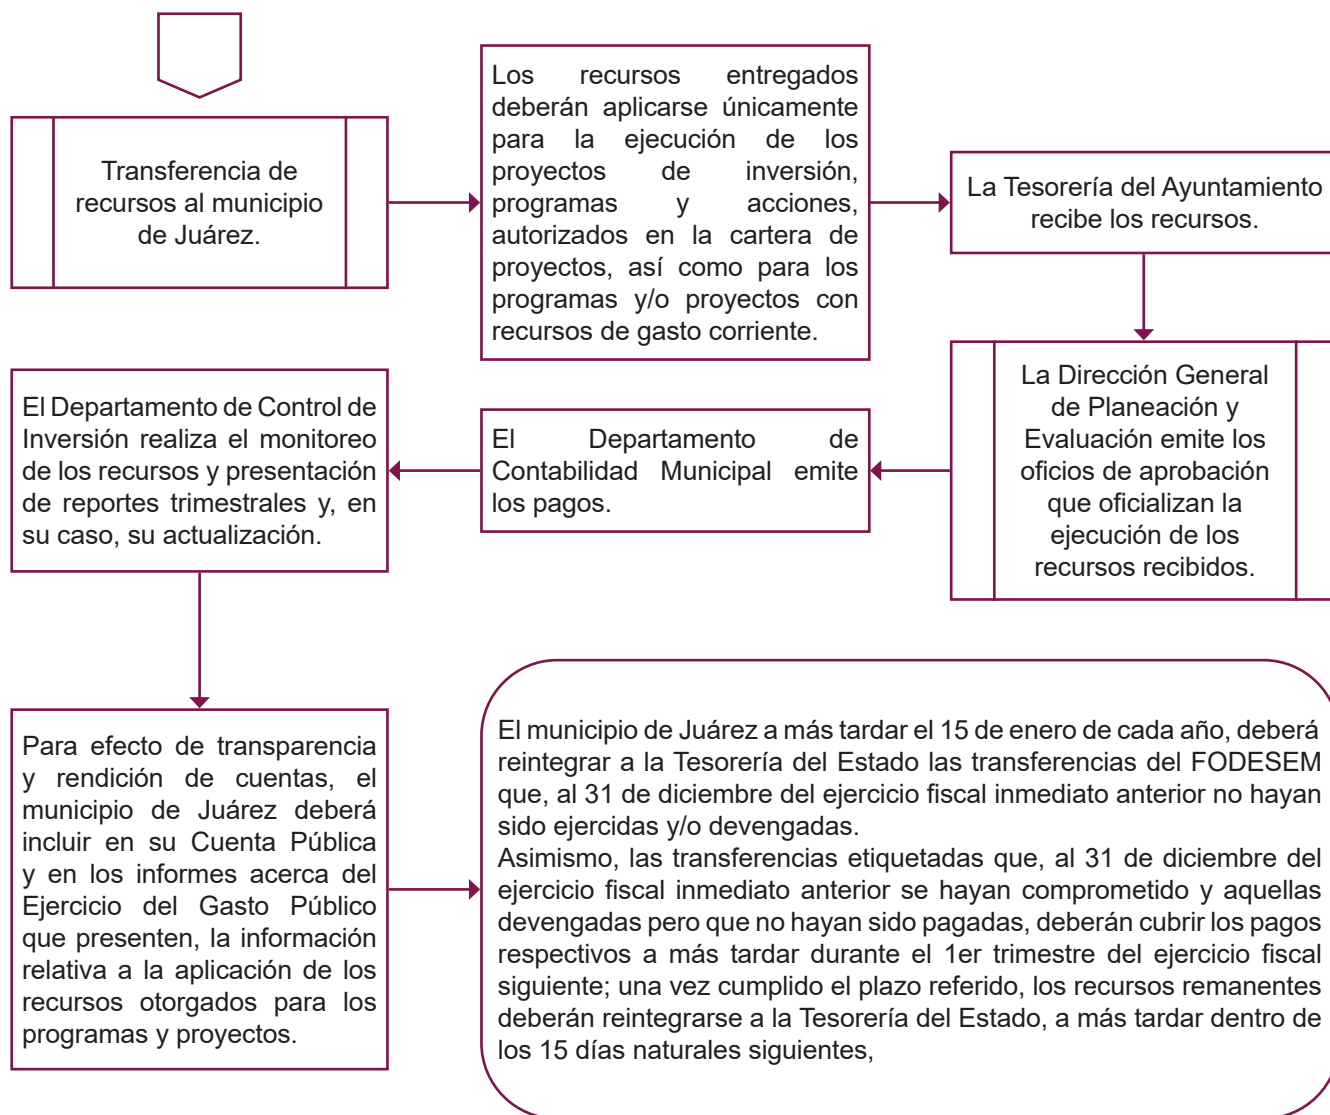 Transferencia de
recursos al municipio
de Juárez.
Los recursos entregados
deberán aplicarse únicamente
para la ejecución de los
proyectos de inversión,
programas y acciones,
autorizados en la cartera de
proyectos, así como para los
programas y/o proyectos con
recursos de gasto corriente.
La Tesorería del Ayuntamiento
recibe los recursos.
La Dirección General
de Planeación y
Evaluación emite los
oficios de aprobación
que oficializan la
ejecución de los
recursos recibidos.
El Departamento de
Contabilidad Municipal emite
los pagos.
El Departamento de Control de
Inversión realiza el monitoreo
de los recursos y presentación
de reportes trimestrales y, en
su caso, su actualización.
Para efecto de transparencia
y rendición de cuentas, el
municipio de Juárez deberá
incluir en su Cuenta Pública
y en los informes acerca del
Ejercicio del Gasto Público
que presenten, la información
relativa a la aplicación de los
recursos otorgados para los
programas y proyectos.
El municipio de Juárez a más tardar el 15 de enero de cada año, deberá
reintegrar a la Tesorería del Estado las transferencias del FODESEM
que, al 31 de diciembre del ejercicio fiscal inmediato anterior no hayan
sido ejercidas y/o devengadas.
Asimismo, las transferencias etiquetadas que, al 31 de diciembre del
ejercicio fiscal inmediato anterior se hayan comprometido y aquellas
devengadas pero que no hayan sido pagadas, deberán cubrir los pagos
respectivos a más tardar durante el 1er trimestre del ejercicio fiscal
siguiente; una vez cumplido el plazo referido, los recursos remanentes
deberán reintegrarse a la Tesorería del Estado, a más tardar dentro de
los 15 días naturales siguientes,